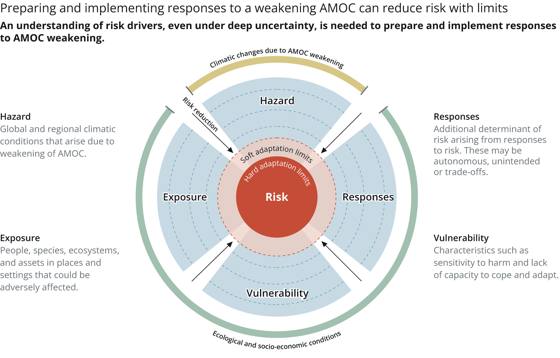 Preparing and implementing responses to a weakening AMOC can reduce risk with limits
An understanding of risk drivers, even under deep uncertainty, is needed to prepare and implement responses
to AMOC weakening.
Climatic changes due to AMOC weakening
Risk reduction
Hazard
Global and regional climatic
conditions that arise due to
weakening of AMOC.
Hazard
Responses
Additional determinant of
risk arising from responses
to risk. These may be
autonomous, unintended
or trade-offs.
Soft adaptation limits
Hard adaptation limits
Exposure
Risk
Responses
Exposure
People, species, ecosystems,
and assets in places and
settings that could be
adversely affected.
Vulnerability
Characteristics such as
sensitivity to harm and lack
of capacity to cope and adapt.
Vulnerability
Ecological and socio-economic conditions